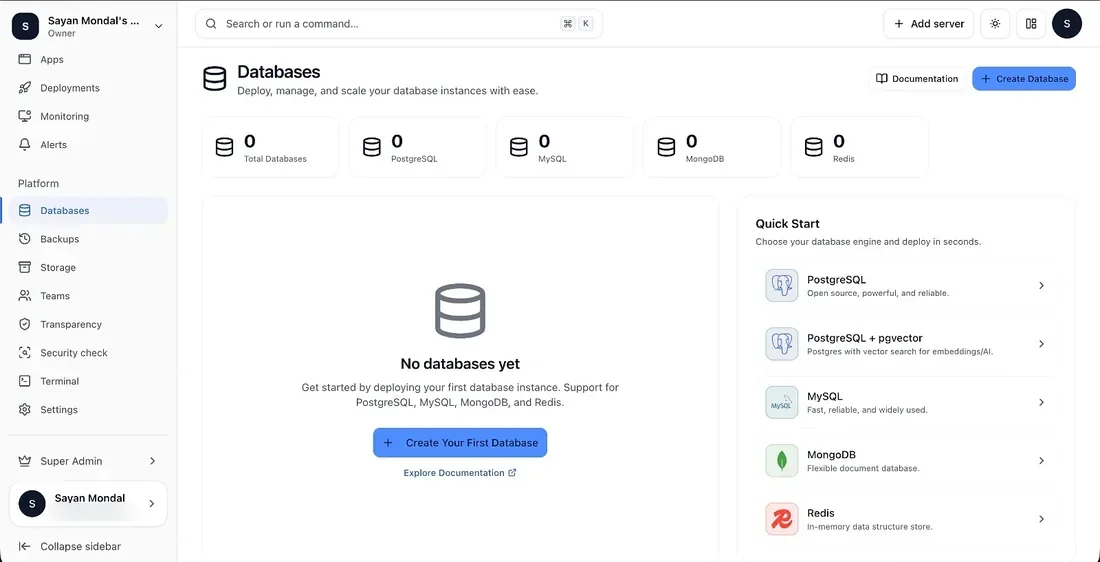 S
Sayan Mondal's ...
Owner
Search or run a command...
⌘ K
Add server
S
Apps
Deployments
Monitoring
Alerts
Platform
Databases
Backups
Storage
Teams
Transparency
Security check
Terminal
Settings
Super Admin
S
Sayan Mondal
Collapse sidebar
Databases
Deploy, manage, and scale your database instances with ease.
Documentation
Create Database
0
Total Databases
0
PostgreSQL
0
MySQL
0
MongoDB
0
Redis
No databases yet
Get started by deploying your first database instance. Support for
PostgreSQL, MySQL, MongoDB, and Redis.
Create Your First Database
Explore Documentation
Quick Start
Choose your database engine and deploy in seconds.
PostgreSQL
Open source, powerful, and reliable.
PostgreSQL + pgvector
Postgres with vector search for embeddings/AI.
MySQL
MySQL
Fast, reliable, and widely used.
MongoDB
Flexible document database.
Redis
In-memory data structure store.